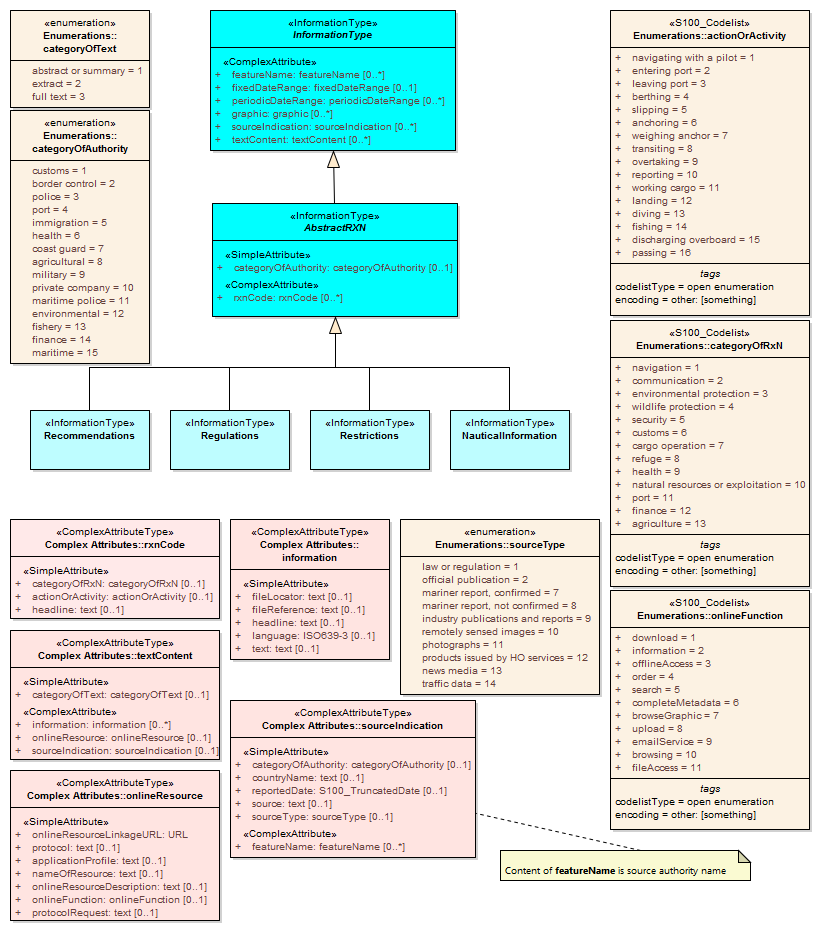 «enumeration»
Enumerations::
categoryOfText
abstract or summary = 1
extract = 2
full text = 3
«enumeration»
Enumerations::
categoryOfAuthority
customs = 1
border control = 2
police = 3
port = 4
immigration = 5
health = 6
coast guard = 7
agricultural = 8
military = 9
private company = 10
maritime police = 11
environmental = 12
fishery = 13
finance = 14
maritime = 15
«InformationType»
InformationType
«ComplexAttribute»
+ featureName: featureName [0..*]
+ fixedDateRange: fixedDateRange [0..1]
+ periodicDateRange: periodicDateRange [0..*]
+ graphic: graphic [0..*]
+ sourceIndication: sourceIndication [0..*]
+ textContent: textContent [0..*]
«InformationType»
AbstractRXN
«SimpleAttribute»
+ categoryOfAuthority: categoryOfAuthority [0..1]
«ComplexAttribute»
+ rxnCode: rxnCode [0..*]
«InformationType»
Recommendations
«InformationType»
Regulations
«InformationType»
Restrictions
«InformationType»
NauticalInformation
«S100_Codelist»
Enumerations::actionOrActivity
+ navigating with a pilot = 1
+ entering port = 2
+ leaving port = 3
+ berthing = 4
+ slipping = 5
+ anchoring = 6
+ weighing anchor = 7
+ transiting = 8
+ overtaking = 9
+ reporting = 10
+ working cargo = 11
+ landing = 12
+ diving = 13
+ fishing = 14
+ discharging overboard = 15
+ passing = 16
tags
codelistType = open enumeration
encoding = other: [something]
«S100_Codelist»
Enumerations::categoryOfRxN
+ navigation = 1
+ communication = 2
+ environmental protection = 3
+ wildlife protection = 4
+ security = 5
+ customs = 6
+ cargo operation = 7
+ refuge = 8
+ health = 9
+ natural resources or exploitation = 10
+ port = 11
+ finance = 12
+ agriculture = 13
tags
codelistType = open enumeration
encoding = other: [something]
«S100_Codelist»
Enumerations::onlineFunction
+ download = 1
+ information = 2
+ offlineAccess = 3
+ order = 4
+ search = 5
+ completeMetadata = 6
+ browseGraphic = 7
+ upload = 8
+ emailService = 9
+ browsing = 10
+ fileAccess = 11
tags
codelistType = open enumeration
encoding = other: [something]
«ComplexAttributeType»
Complex Attributes::rxnCode
«SimpleAttribute»
+ categoryOfRxN: categoryOfRxN [0..1]
+ actionOrActivity: actionOrActivity [0..1]
+ headline: text [0..1]
«ComplexAttributeType»
Complex Attributes::textContent
«SimpleAttribute»
+ categoryOfText: categoryOfText [0..1]
«ComplexAttribute»
+ information: information [0..*]
+ onlineResource: onlineResource [0..1]
+ sourceIndication: sourceIndication [0..1]
«ComplexAttributeType»
Complex Attributes::onlineResource
«SimpleAttribute»
+ onlineResourceLinkageURL: URL
+ protocol: text [0..1]
+ applicationProfile: text [0..1]
+ nameOfResource: text [0..1]
+ onlineResourceDescription: text [0..1]
+ onlineFunction: onlineFunction [0..1]
+ protocolRequest: text [0..1]
«ComplexAttributeType»
Complex Attributes::
information
«SimpleAttribute»
+ fileLocator: text [0..1]
+ fileReference: text [0..1]
+ headline: text [0..1]
+ language: ISO639-3 [0..1]
+ text: text [0..1]
«enumeration»
Enumerations::sourceType
law or regulation = 1
official publication = 2
mariner report, confirmed = 7
mariner report, not confirmed = 8
industry publications and reports = 9
remotely sensed images = 10
photographs = 11
products issued by HO services = 12
news media = 13
traffic data = 14
«ComplexAttributeType»
Complex Attributes::sourceIndication
«SimpleAttribute»
+ categoryOfAuthority: categoryOfAuthority [0..1]
+ countryName: text [0..1]
+ reportedDate: S100_TruncatedDate [0..1]
+ source: text [0..1]
+ sourceType: sourceType [0..1]
«ComplexAttribute»
+ featureName: featureName [0..*]
Content of featureName is source authority name